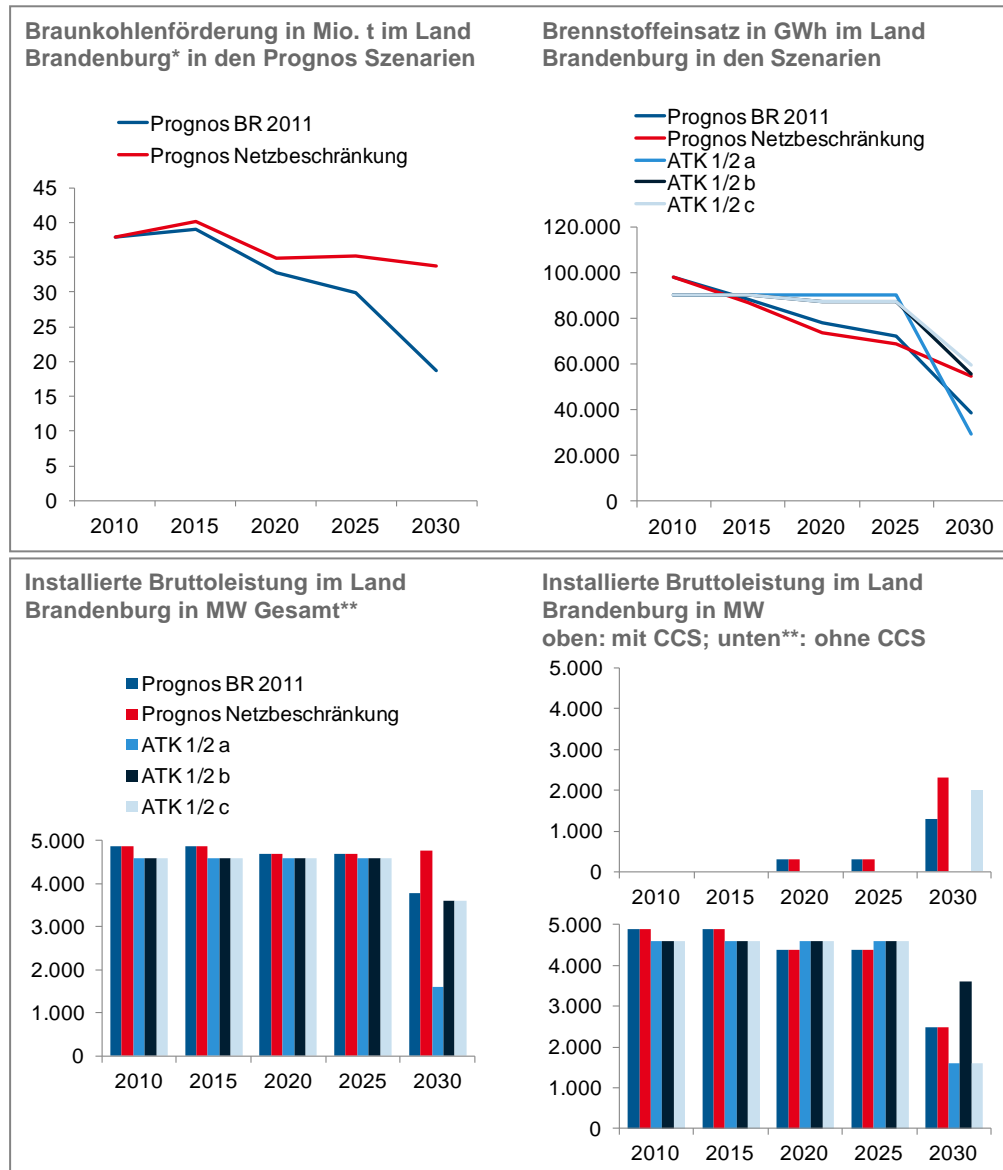 Braunkohlenförderung in Mio. t im Land
Brandenburg* in den Prognos Szenarien
Prognos BR 2011
Prognos Netzbeschränkung
45
40
35
30
25
20
15
10
5
0
2010 2015 2020 2025 2030
Brennstoffeinsatz in GWh im Land
Brandenburg in den Szenarien
Prognos BR 2011
Prognos Netzbeschränkung
ATK 1/2 a
ATK 1/2 b
ATK 1/2 c
120.000
100.000
80.000
60.000
40.000
20.000
0
2010 2015 2020 2025 2030
Installierte Bruttoleistung im Land
Brandenburg in MW Gesamt**
Prognos BR 2011
Prognos Netzbeschränkung
ATK 1/2 a
ATK 1/2 b
ATK 1/2 c
5.000
4.000
3.000
2.000
1.000
0
2010 2015 2020 2025 2030
Installierte Bruttoleistung im Land
Brandenburg in MW
oben: mit CCS; unten**: ohne CCS
5.000
4.000
3.000
2.000
1.000
0
2010 2015 2020 2025 2030
5.000
4.000
3.000
2.000
1.000
0
2010 2015 2020 2025 2030